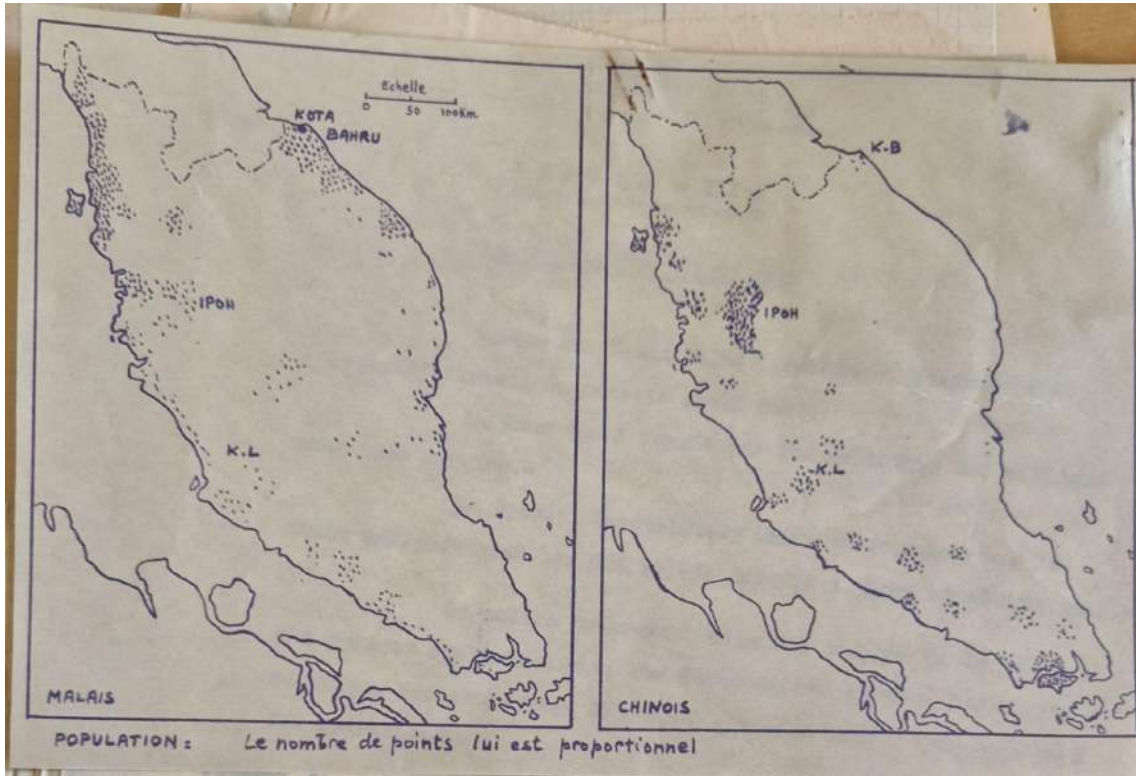 Echelle
0 50 100Km.
KOTA
BAHRU
IPOH
K.L
MALAIS
K.B
IPOH
K.L
CHINOIS
POPULATION : Le nombre de points lui est proportionnel